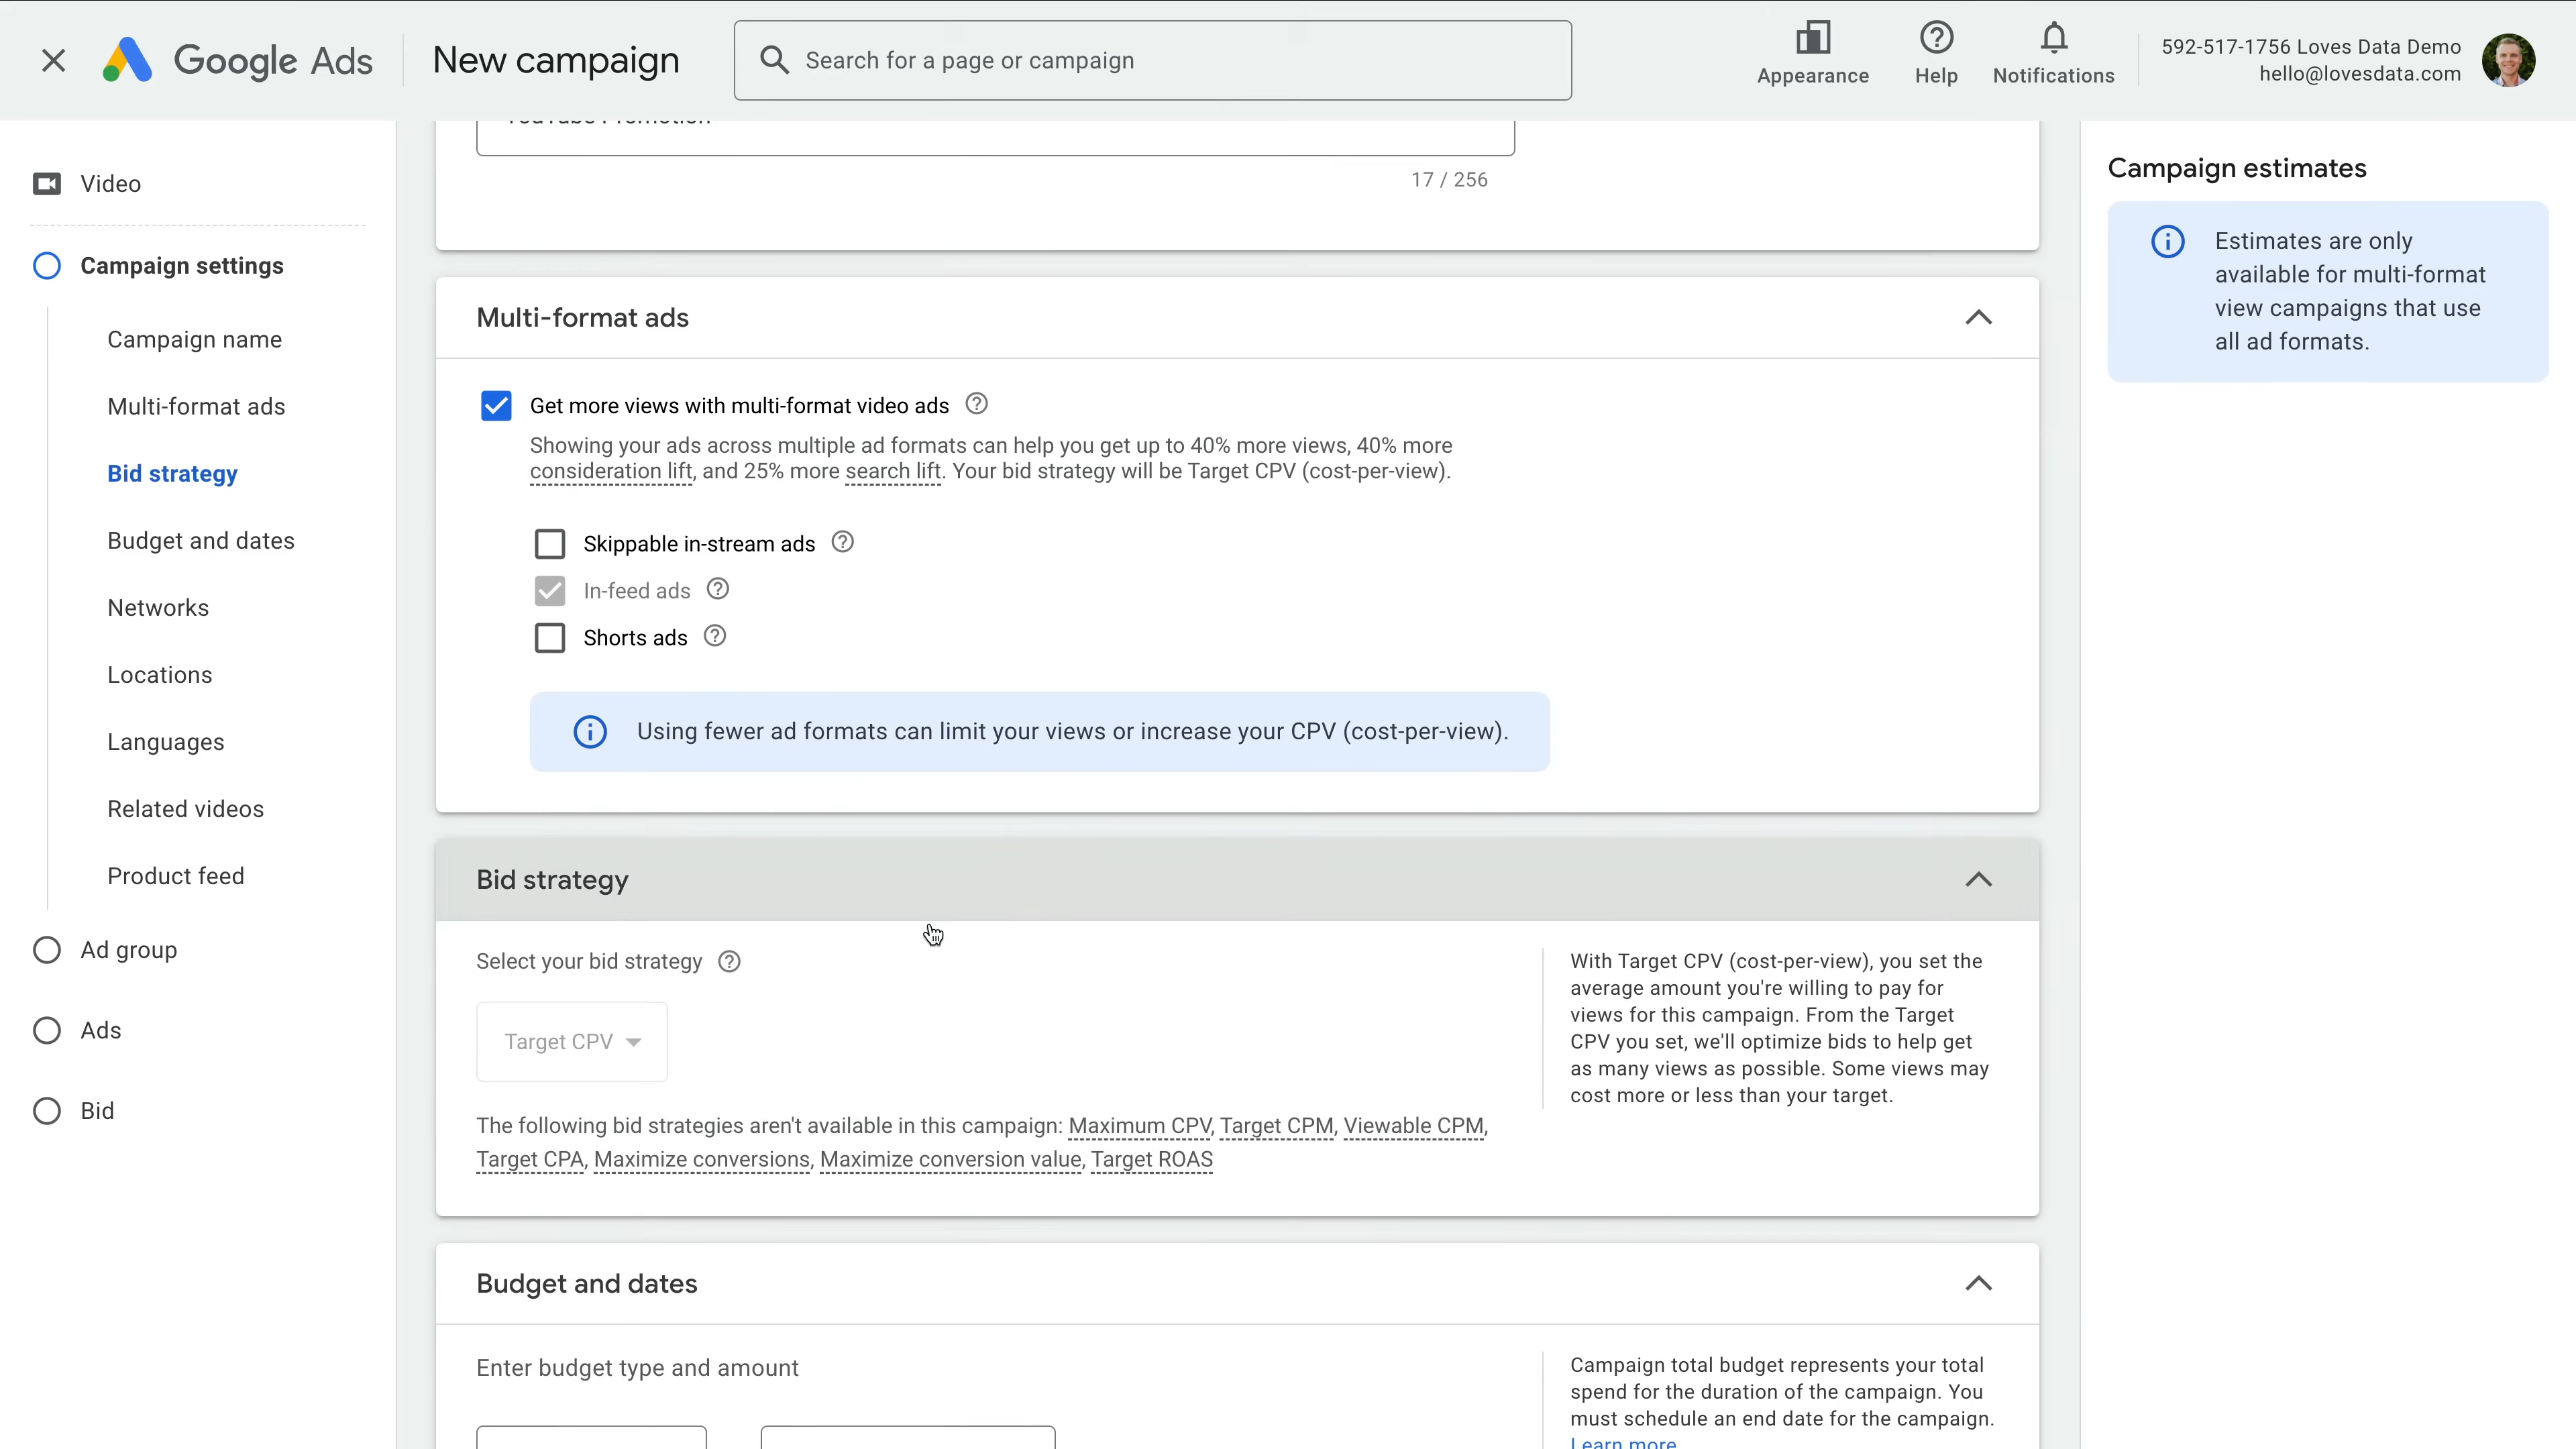 Google Ads
New campaign
Search for a page or campaign
Appearance
Help
Notifications
592-517-1756 Loves Data Demo
hello@lovesdata.com
Video
Campaign settings
Campaign name
Multi-format ads
Bid strategy
Budget and dates
Networks
Locations
Languages
Related videos
Product feed
Ad group
Ads
Bid
YouTube Promotion
17 / 256
Multi-format ads
Get more views with multi-format video ads
Showing your ads across multiple ad formats can help you get up to 40% more views, 40% more
consideration lift, and 25% more search lift. Your bid strategy will be Target CPV (cost-per-view).
Skippable in-stream ads
In-feed ads
Shorts ads
Using fewer ad formats can limit your views or increase your CPV (cost-per-view).
Bid strategy
Select your bid strategy
Target CPV
The following bid strategies aren't available in this campaign: Maximum CPV, Target CPM, Viewable CPM,
Target CPA, Maximize conversions, Maximize conversion value, Target ROAS
With Target CPV (cost-per-view), you set the
average amount you're willing to pay for
views for this campaign. From the Target
CPV you set, we'll optimize bids to help get
as many views as possible. Some views may
cost more or less than your target.
Budget and dates
Enter budget type and amount
Campaign total budget represents your total
spend for the duration of the campaign. You
must schedule an end date for the campaign.
Learn more
Campaign estimates
Estimates are only
available for multi-format
view campaigns that use
all ad formats.